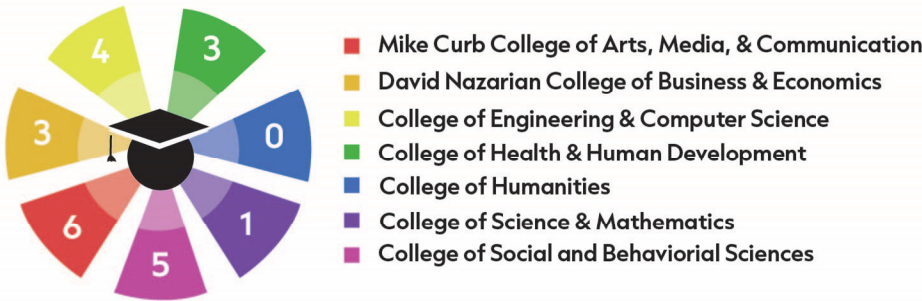 4
3
3
0
6
1
5
Mike Curb College of Arts, Media, & Communication
David Nazarian College of Business & Economics
College of Engineering & Computer Science
College of Health & Human Development
College of Humanities
College of Science & Mathematics
College of Social and Behaviorial Sciences